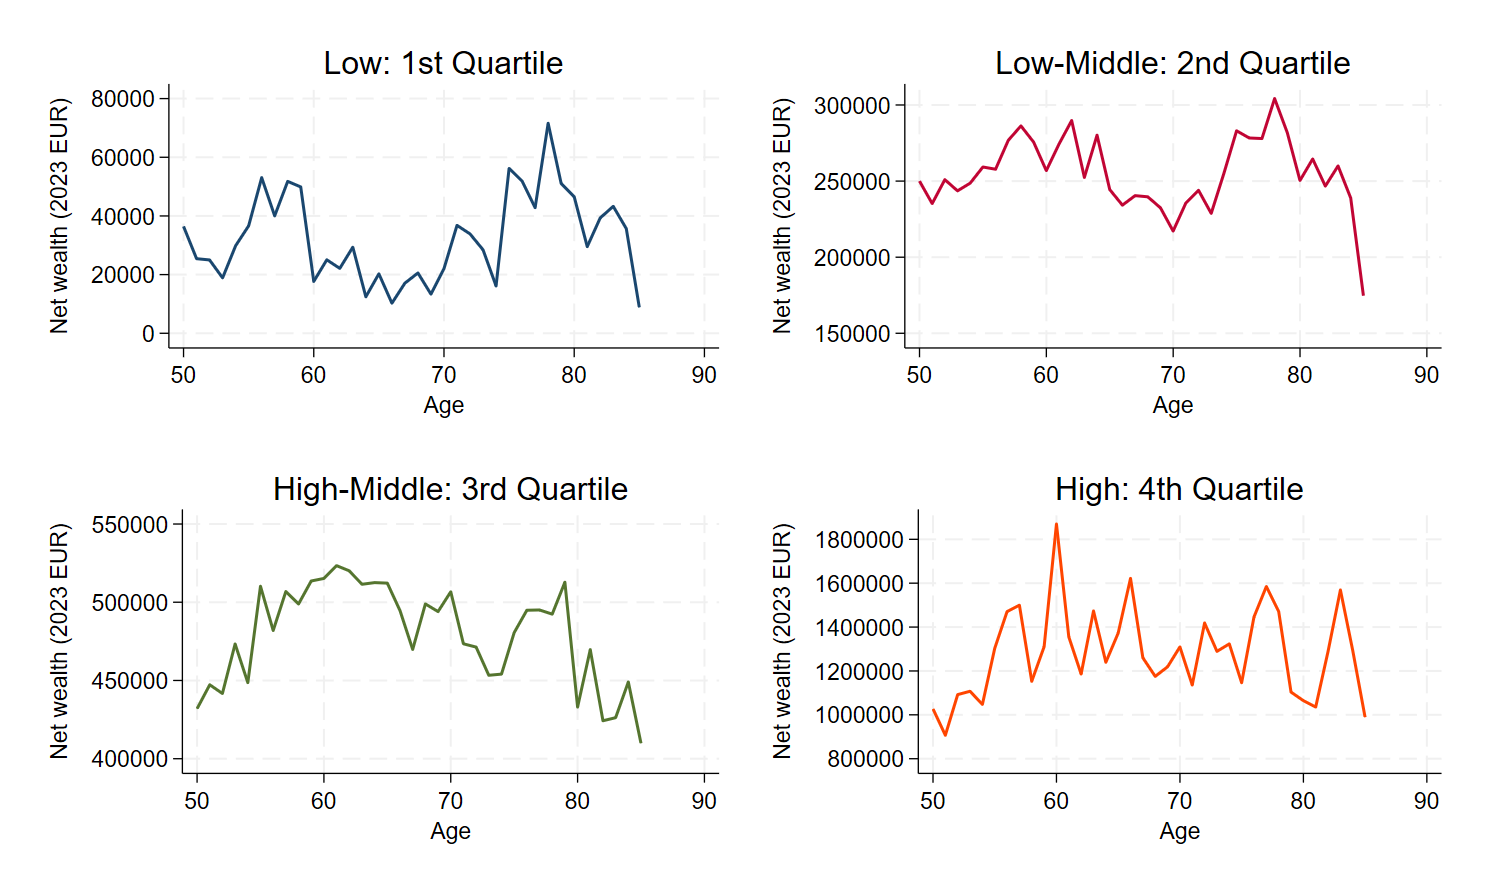 Low: 1st Quartile
Net wealth (2023 EUR)
80000
60000
40000
20000
0
50 60 70 80 90
Age
Low-Middle: 2nd Quartile
Net wealth (2023 EUR)
300000
250000
200000
150000
50 60 70 80 90
Age
High-Middle: 3rd Quartile
Net wealth (2023 EUR)
550000
500000
450000
400000
50 60 70 80 90
Age
High: 4th Quartile
Net wealth (2023 EUR)
1800000
1600000
1400000
1200000
1000000
800000
50 60 70 80 90
Age